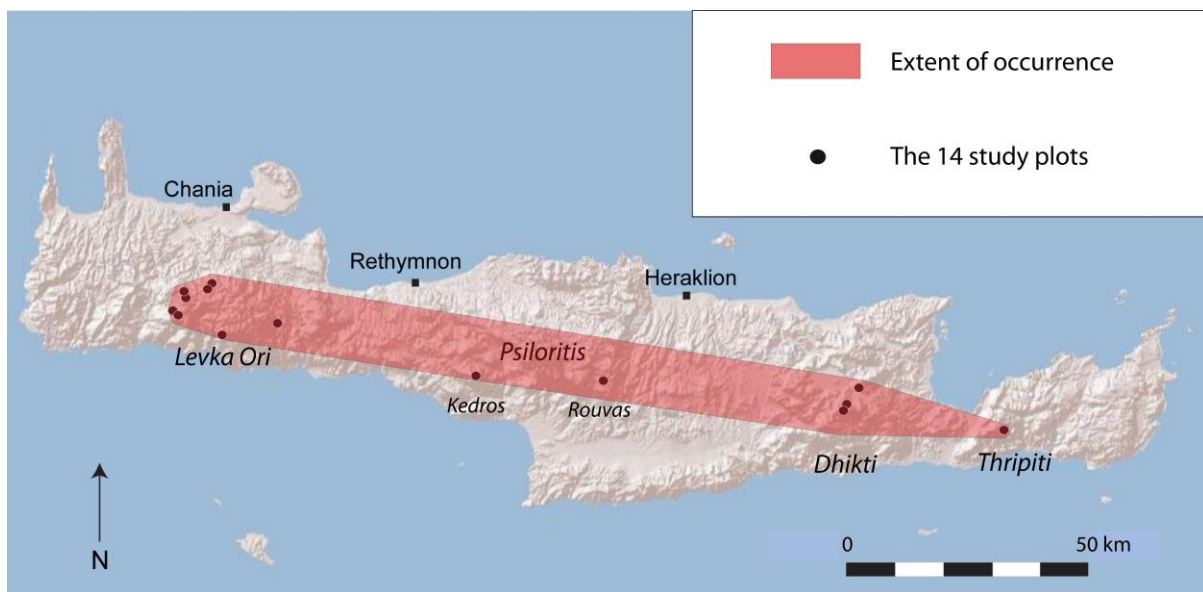 Extent of occurrence
The 14 study plots
Chania
Rethymnon
Heraklion
Psiloritis
Levka Ori
Kedros
Rouvas
Dhikti
Thripiti
N
0 50 km